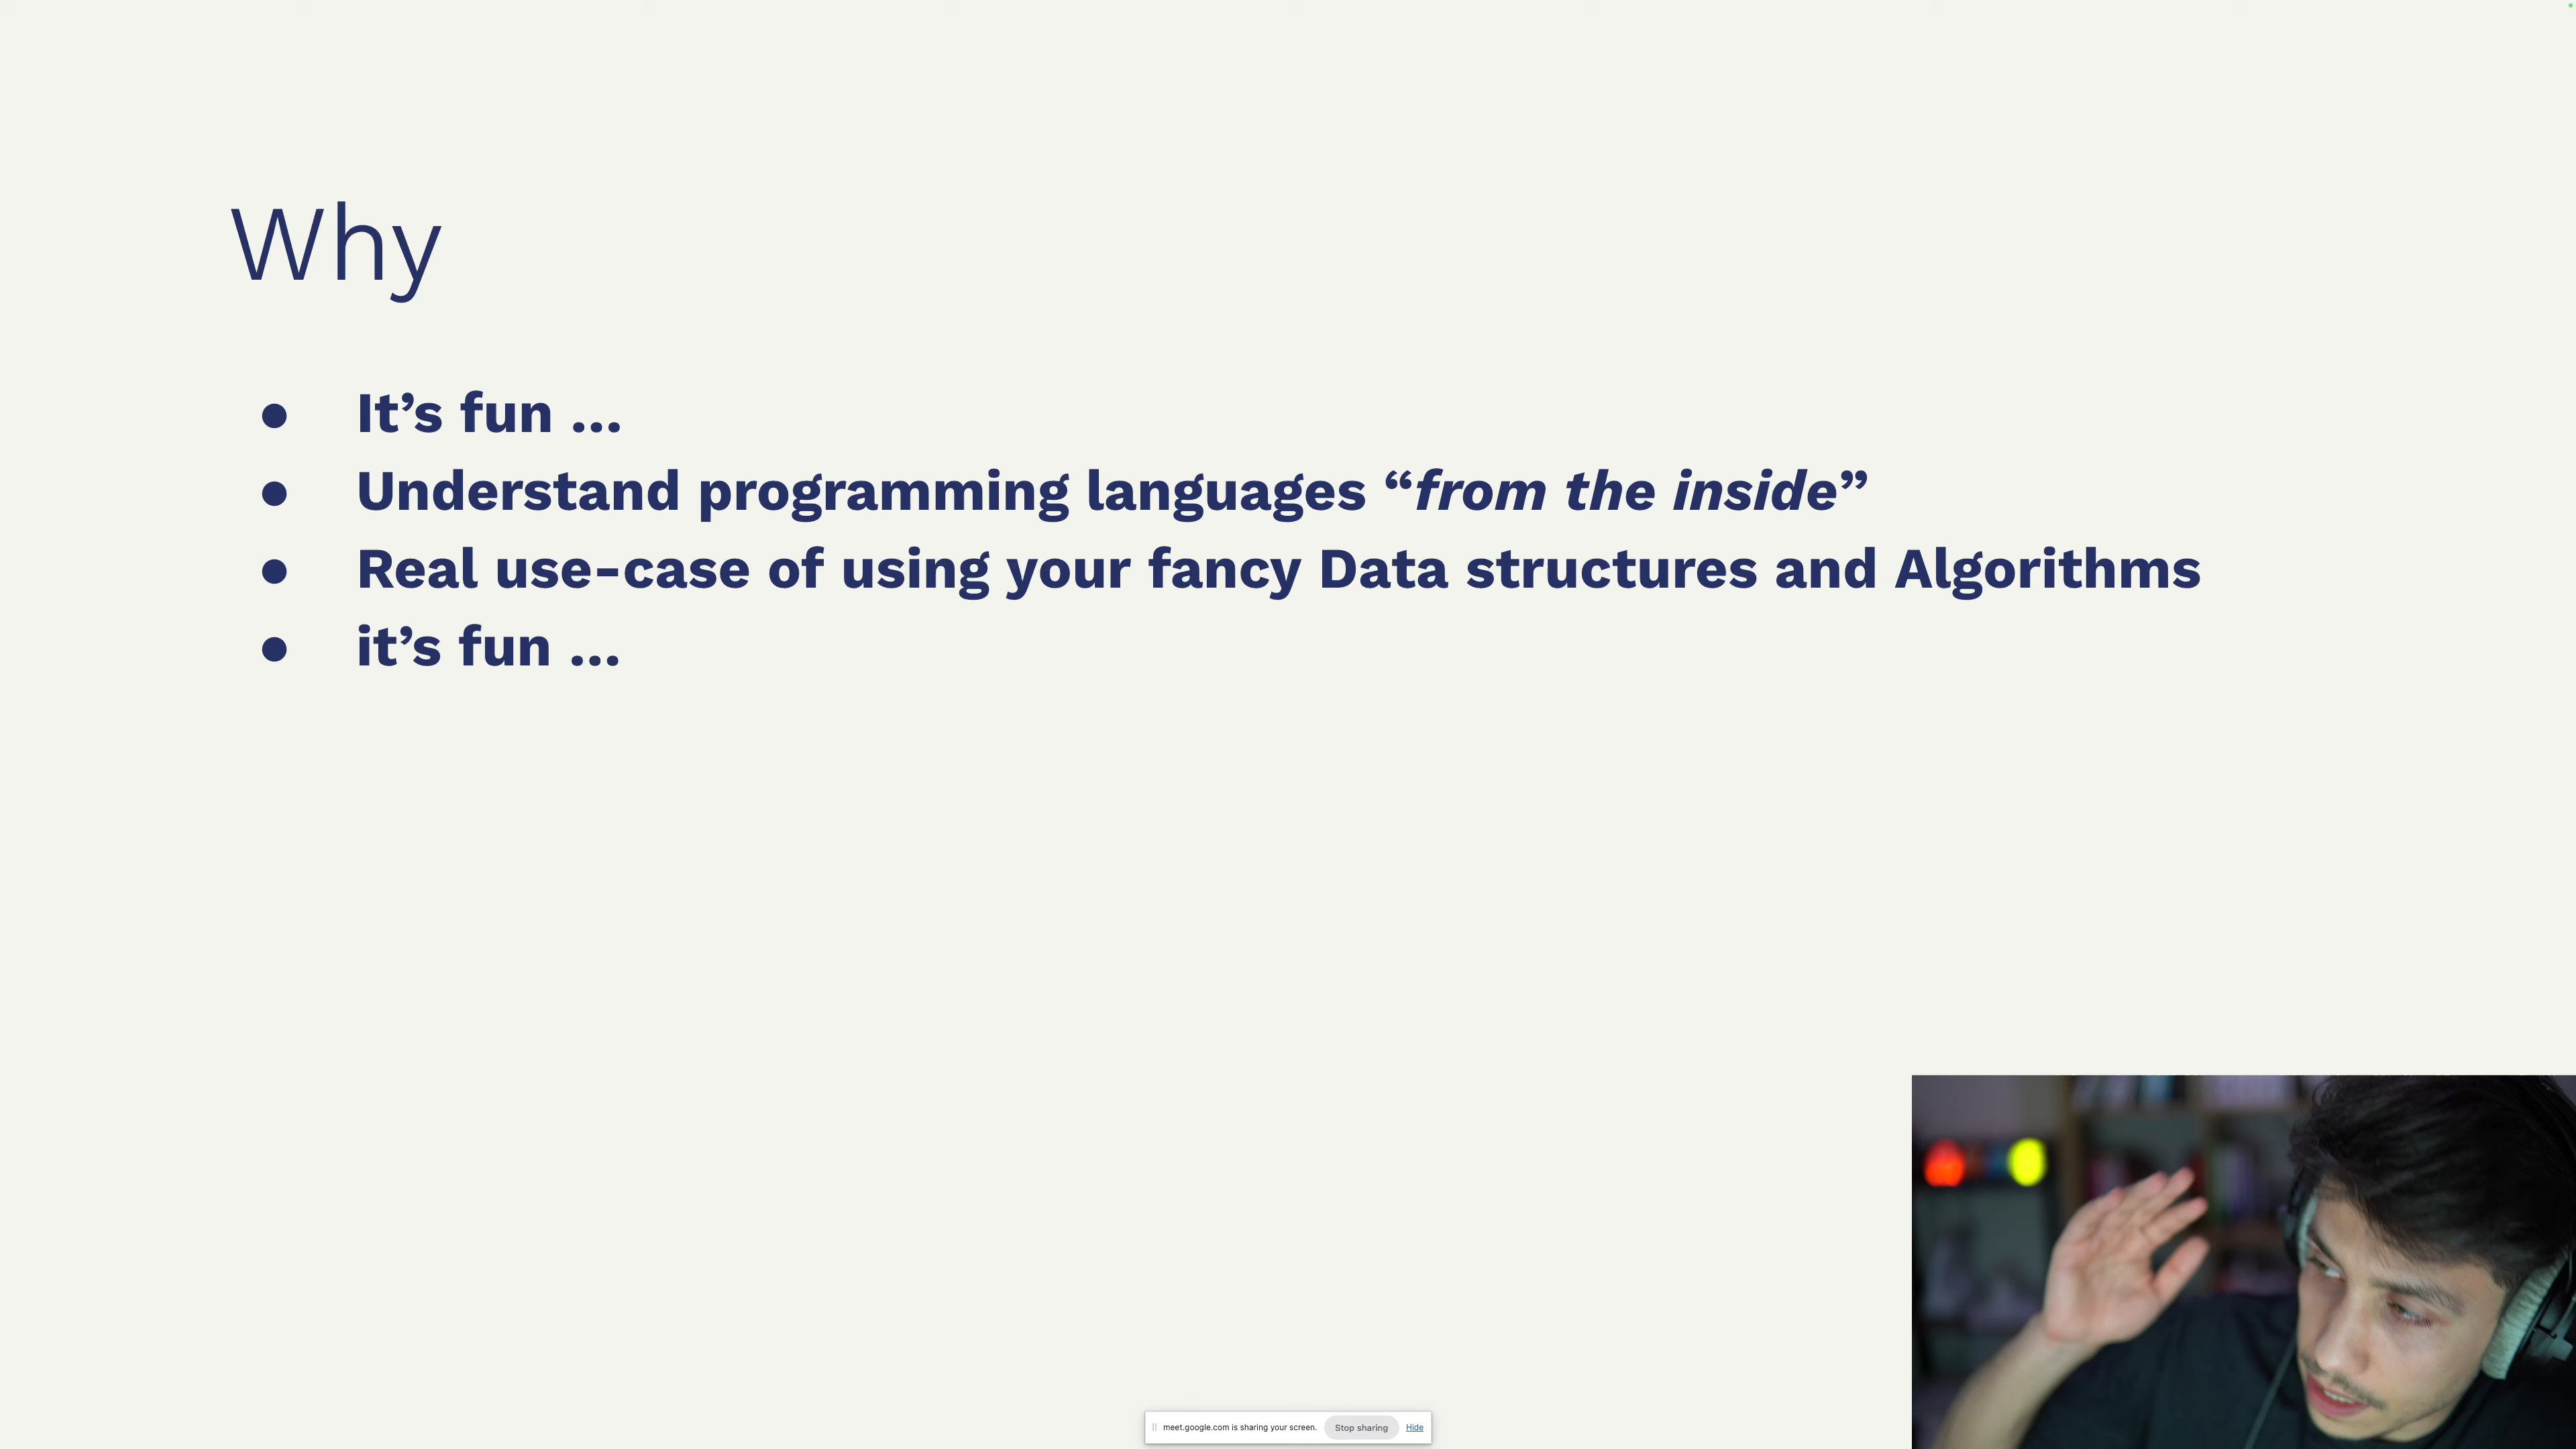 Why
● It’s fun ...
● Understand programming languages “from the inside”
● Real use-case of using your fancy Data structures and Algorithms
● it’s fun ...
meet.google.com is sharing your screen. Stop sharing Hide